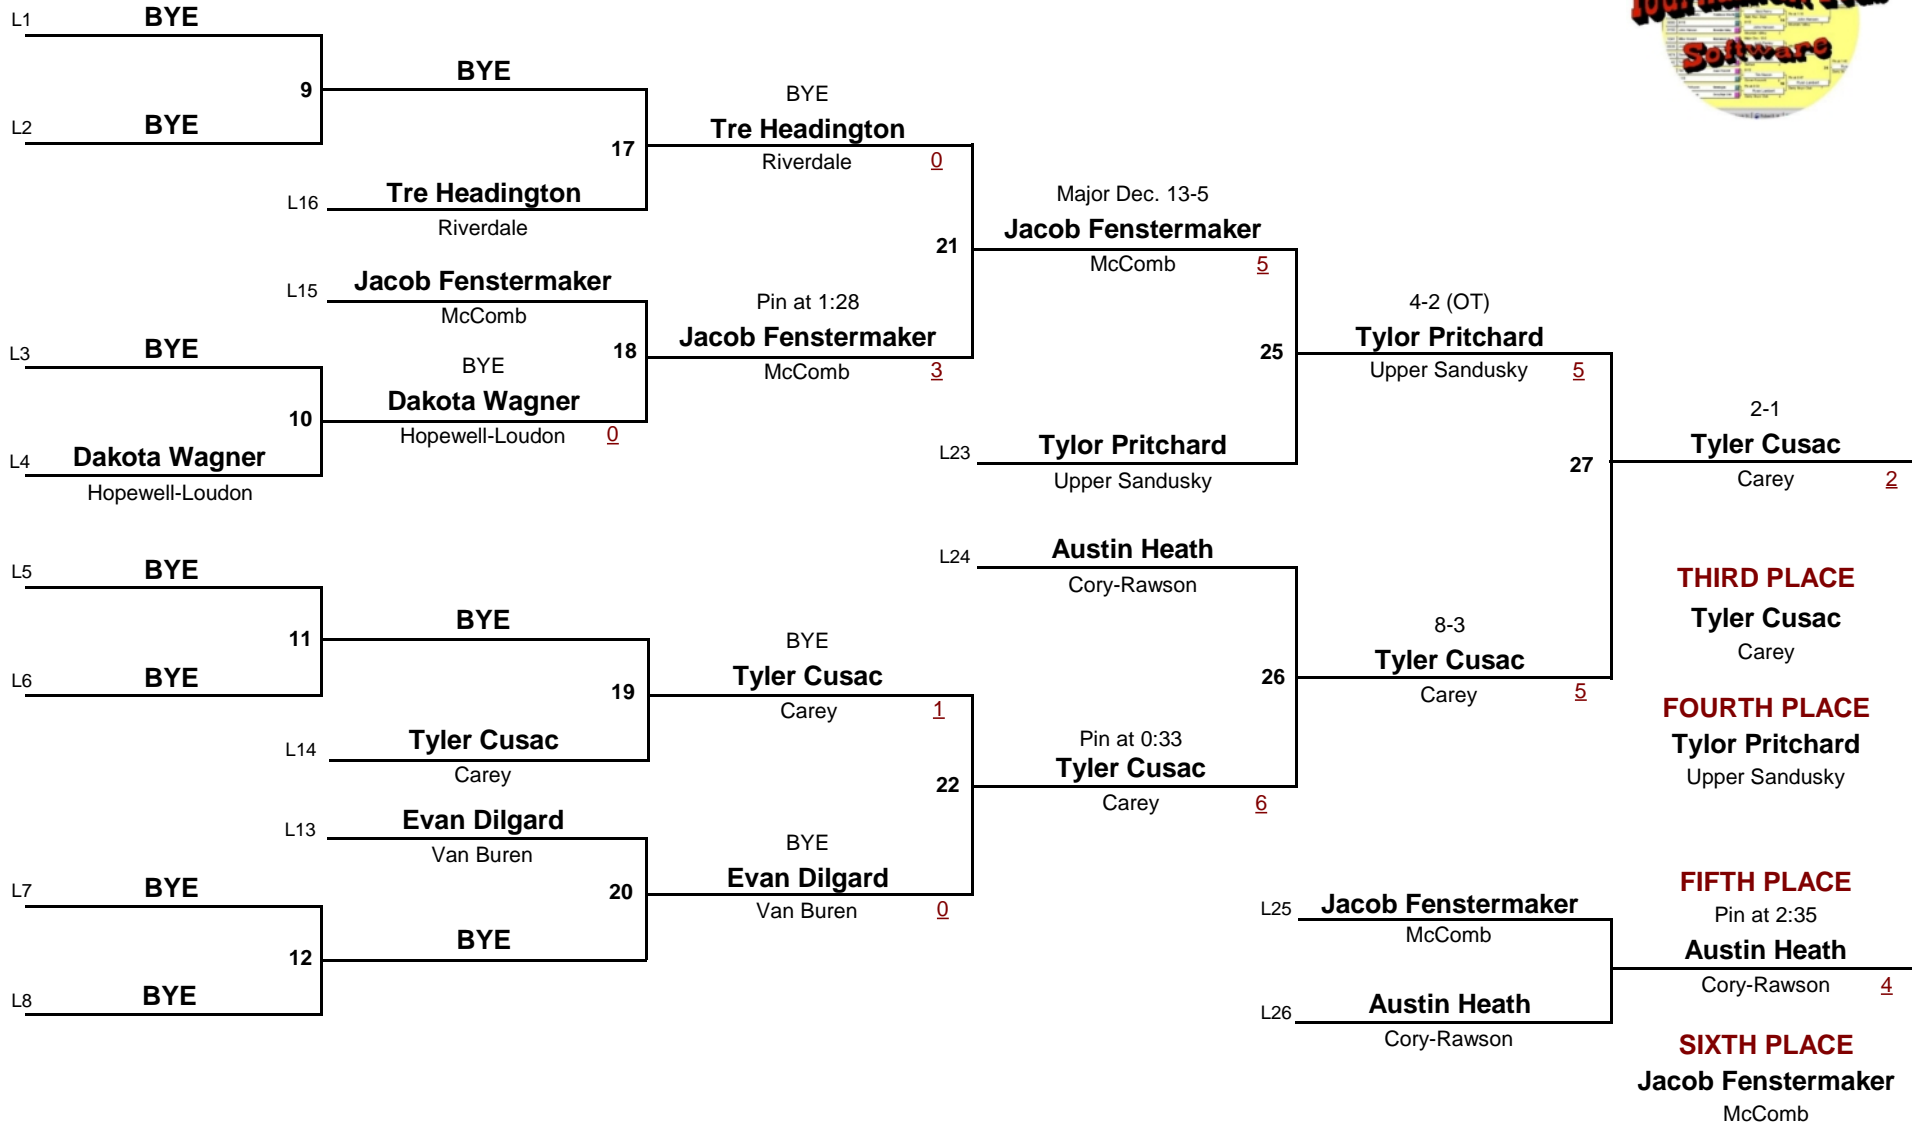 L1 BYE
9
BYE
L2 BYE
17
BYE
Tre Headington
Riverdale 0
L16 Tre Headington
Riverdale
21
Major Dec. 13-5
Jacob Fenstermaker
McComb 5
L15 Jacob Fenstermaker
McComb
18
Pin at 1:28
Jacob Fenstermaker
McComb 3
L3 BYE
10
BYE
Dakota Wagner
Hopewell-Loudon 0
L4 Dakota Wagner
Hopewell-Loudon
25
4-2 (OT)
Tylor Pritchard
Upper Sandusky 5
L23 Tylor Pritchard
Upper Sandusky
27
2-1
Tyler Cusac
Carey 2
L24 Austin Heath
Cory-Rawson
L5 BYE
11
BYE
L6 BYE
19
BYE
Tyler Cusac
Carey 1
L14 Tyler Cusac
Carey
26
8-3
Tyler Cusac
Carey 5
22
Pin at 0:33
Tyler Cusac
Carey 6
L13 Evan Dilgard
Van Buren
20
BYE
Evan Dilgard
Van Buren 0
L7 BYE
12
BYE
L8 BYE
THIRD PLACE
Tyler Cusac
Carey
FOURTH PLACE
Tylor Pritchard
Upper Sandusky
L25 Jacob Fenstermaker
McComb
L26 Austin Heath
Cory-Rawson
FIFTH PLACE
Pin at 2:35
Austin Heath
Cory-Rawson 4
SIXTH PLACE
Jacob Fenstermaker
McComb
Software